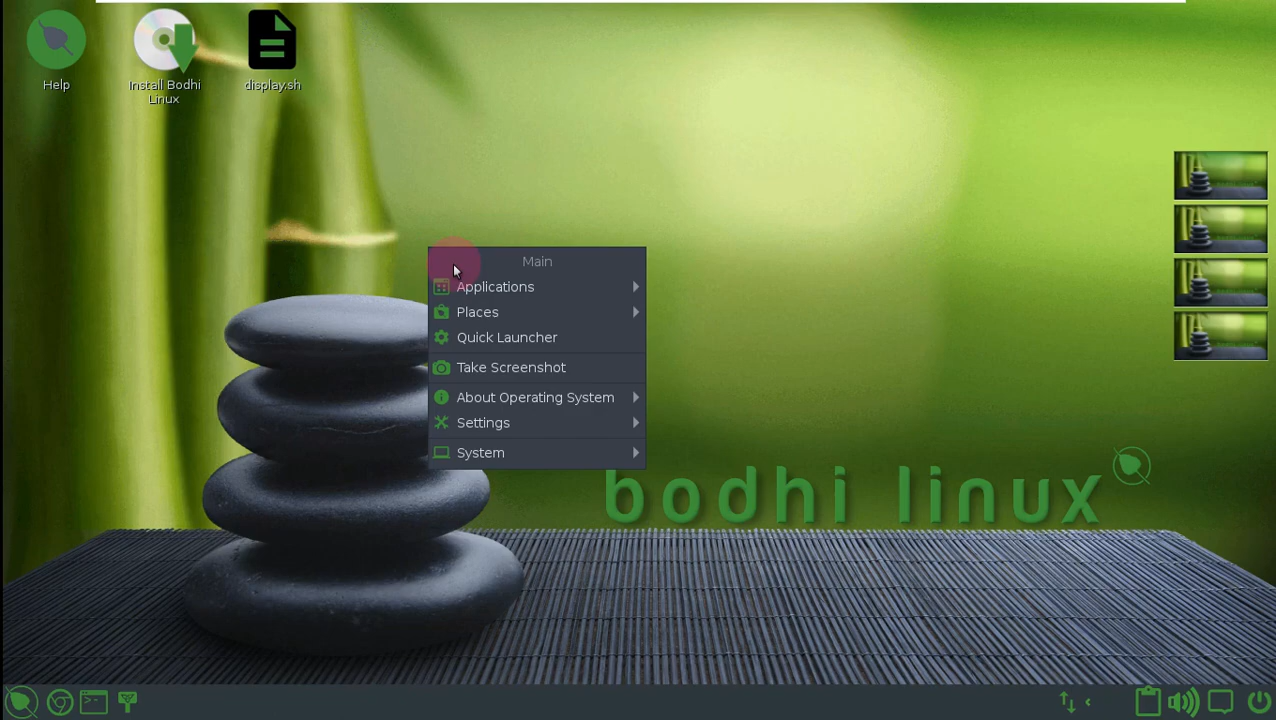 Help
Install Bodhi
Linux
display.sh
Main
Applications
Places
Quick Launcher
Take Screenshot
About Operating System
Settings
System
bodhi linux